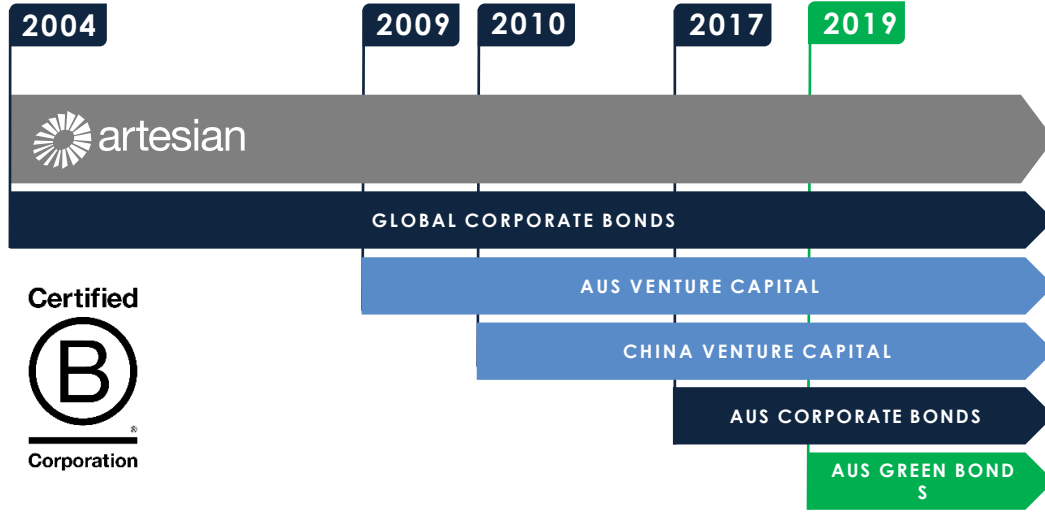 2004
2009
2010
2017
2019
artesian
GLOBAL CORPORATE BONDS
AUS VENTURE CAPITAL
CHINA VENTURE CAPITAL
AUS CORPORATE BONDS
AUS GREEN BOND
S
Certified
B
®
Corporation